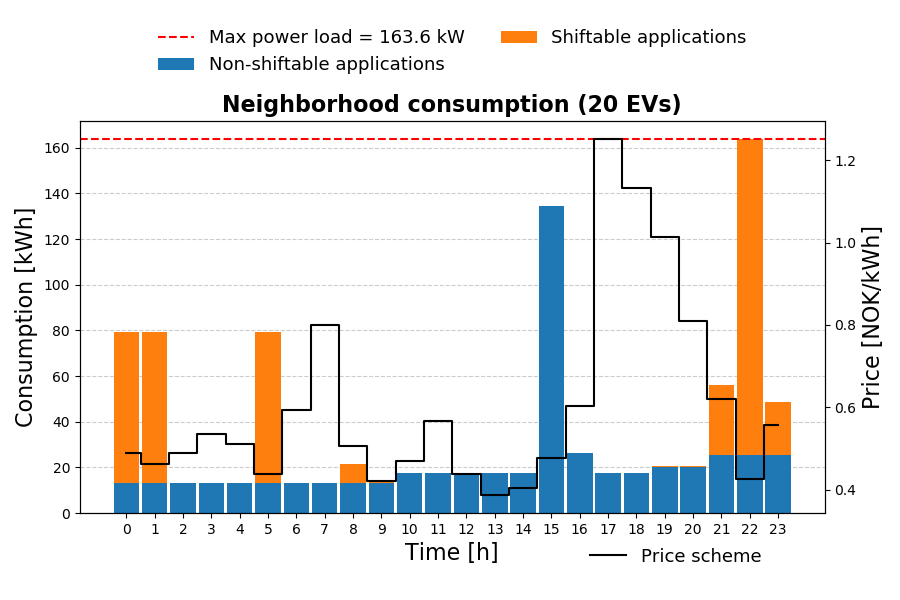 Max power load = 163.6 kW
Shiftable applications
Non-shiftable applications
Neighborhood consumption (20 EVs)
Consumption [kWh]
160
140
120
100
80
60
40
20
0
1.2
1.0
0.8
0.6
0.4
Price [NOK/kWh]
0 1 2 3 4 5 6 7 8 9 10 11 12 13 14 15 16 17 18 19 20 21 22 23
Time [h]
Price scheme